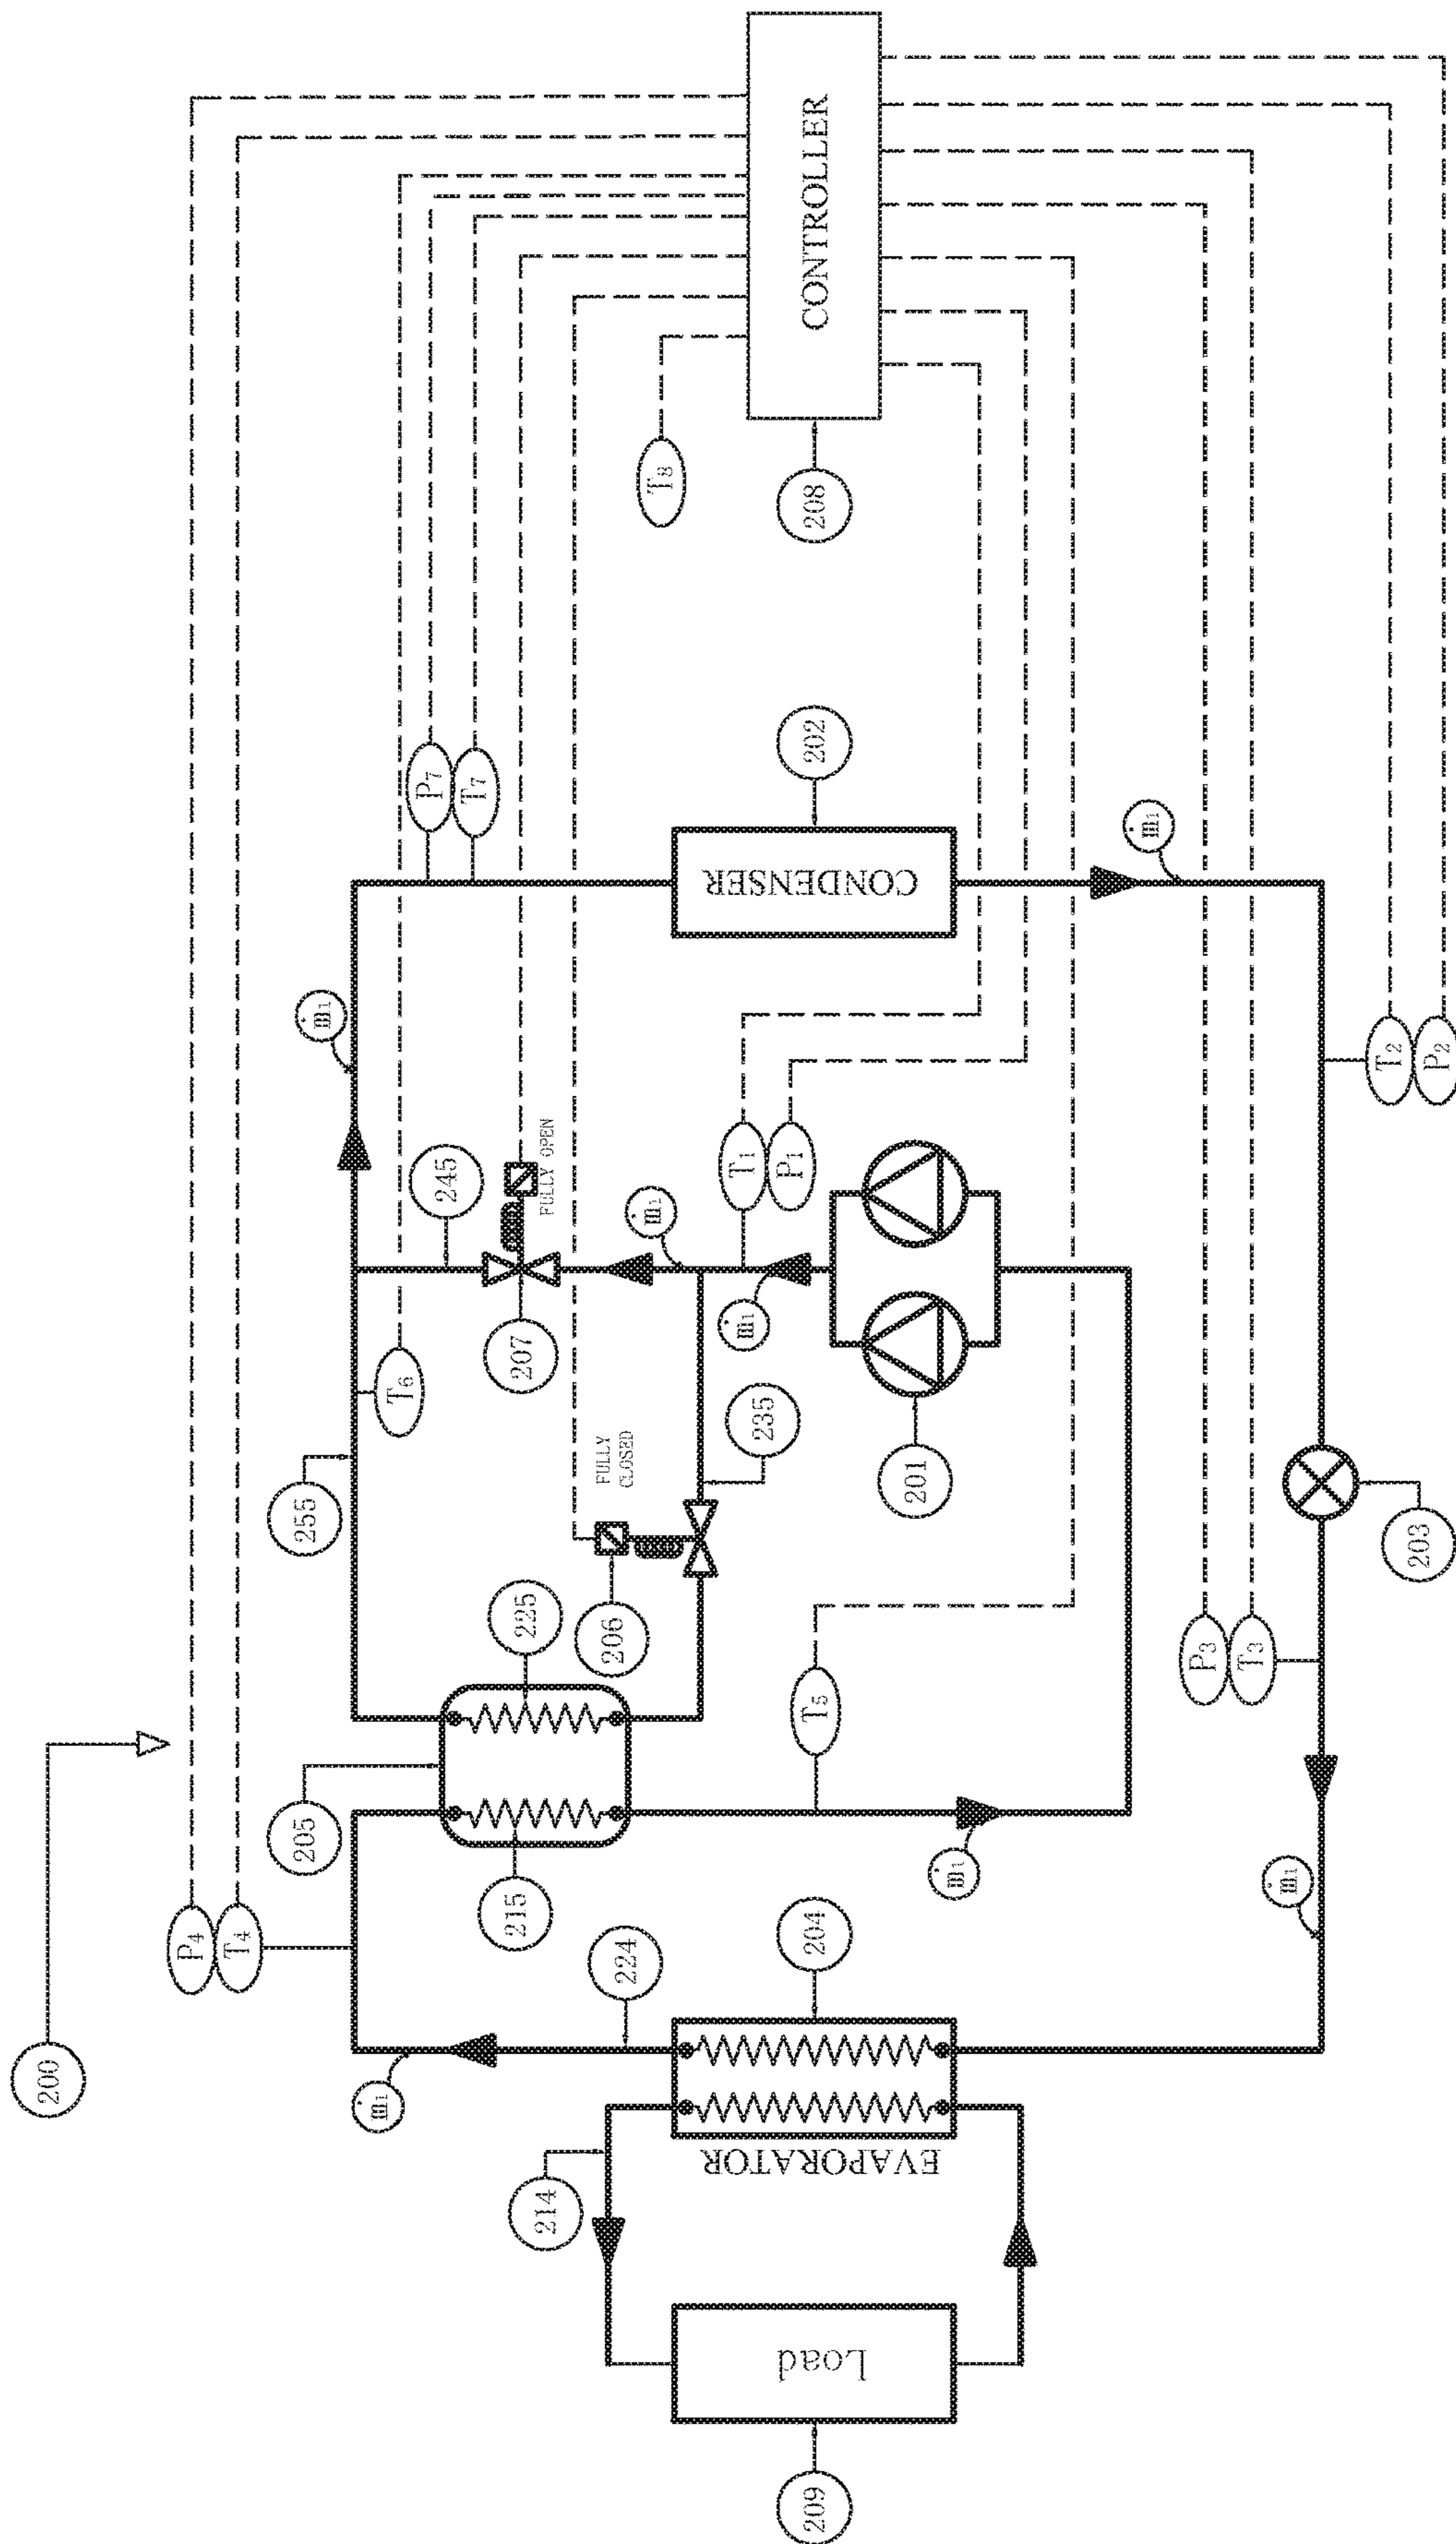 200
P4
T4
205
255
ṁ1
P7
T7
ṁ1
245
T6
215
225
207
FULLY OPEN
FULLY
CLOSED
206
ṁ1
T8
214
224
ṁ1
235
T1
P1
209
Load
EVAPORATOR
204
T5
201
CONDENSER
202
208
CONTROLLER
ṁ1
ṁ1
P3
T3
ṁ1
203
T2
P2